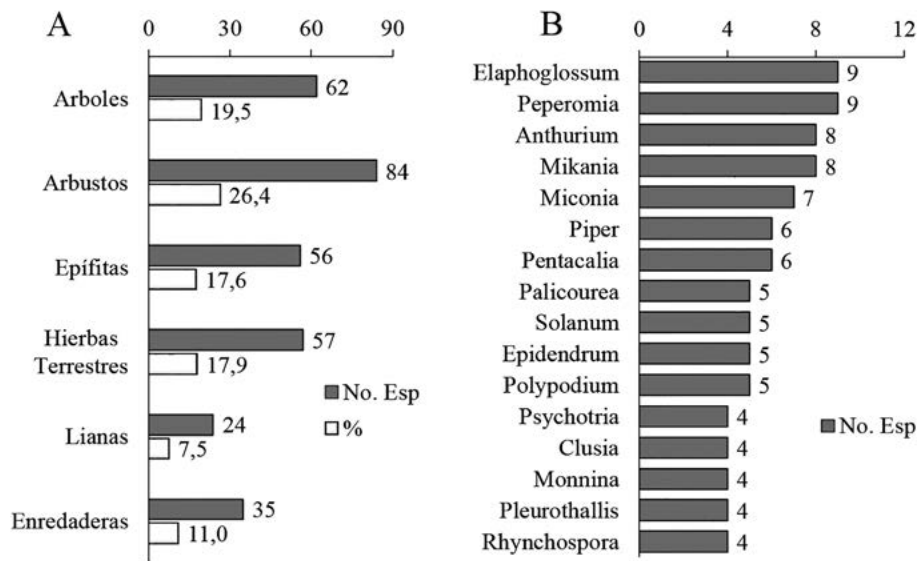 A
0 30 60 90
Arboles
62
19,5
Arbustos
84
26,4
Epífitas
56
17,6
Hierbas
Terrestres
57
17,9
Lianas
24
7,5
Enredaderas
35
11,0
No. Esp
%
B
0 4 8 12
Elaphoglossum 9
Peperomia 9
Anthurium 8
Mikania 8
Miconia 7
Piper 6
Pentacalia 6
Palicourea 5
Solanum 5
Epidendrum 5
Polypodium 5
Psychotria 4
Clusia 4
Monnina 4
Pleurothallis 4
Rhynchospora 4
No. Esp